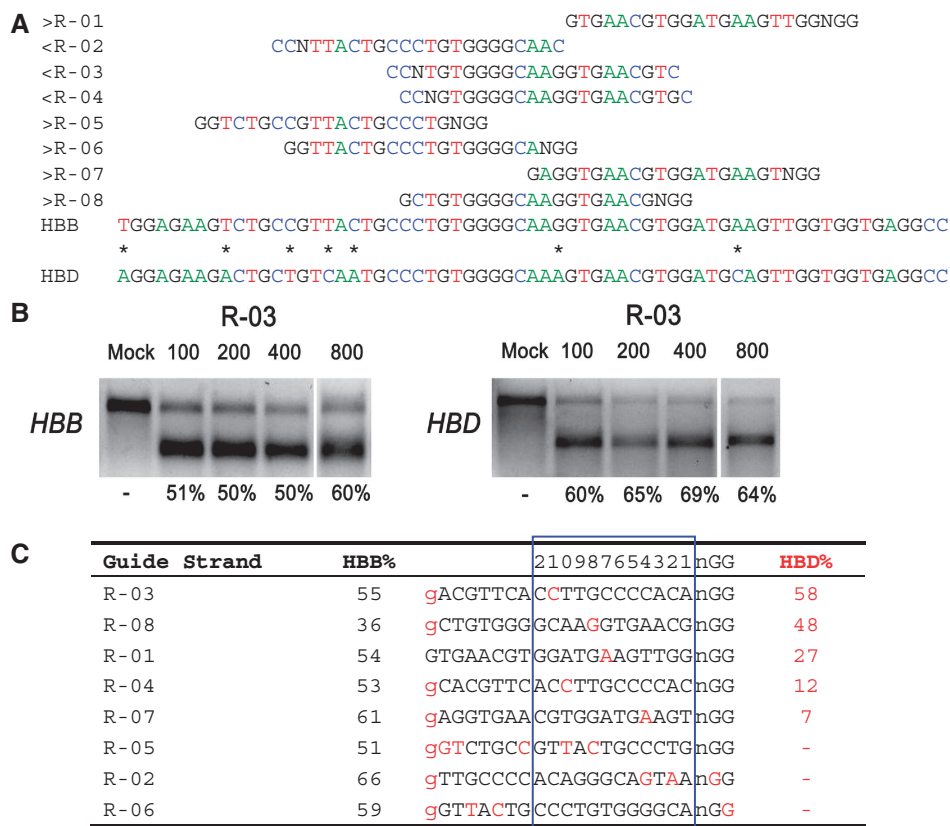 A
>R-01 GTGAACGTGGATGAAGTTGGNGG
<R-02 CCNTTACTGCCCTGTGGGGCAAC
<R-03 CCNTGTGGGGCAAGGTGAACGTC
<R-04 CCNGTGGGGCAAGGTGAACGTGC
>R-05 GGTCTGCCGTTACTGCCCTGNGG
>R-06 GGTTACTGCCCTGTGGGGCANGG
>R-07 GAGGTGAACGTGGATGAAGTNGG
>R-08 GCTGTGGGGCAAGGTGAACGNGG
HBB TGGAGAAGTCTGCCGTTACTGCCCTGTGGGGCAAGGTGAACGTGGATGAAGTTGGTGGTGAGGCC
* * * * * * *
HBD AGGAGAAGACTGCTGTCAATGCCCTGTGGGGCAAAGTGAACGTGGATGCAGTTGGTGGTGAGGCC
B
R-03
Mock 100 200 400 800
HBB
- 51% 50% 50% 60%
R-03
Mock 100 200 400 800
HBD
- 60% 65% 69% 64%
C
Guide Strand HBB% 210987654321nGG HBD%
R-03 55 gACGTTCACCTTGCCCCACAnGG 58
R-08 36 gCTGTGGGGCAAGGTGAACGnGG 48
R-01 54 GTGAACGTGGATGAAGTTGGnGG 27
R-04 53 gCACGTTCACCTTGCCCCACnGG 12
R-07 61 gAGGTGAACGTGGATGAAGTnGG 7
R-05 51 gGTCTGCCGTTACTGCCCTGnGG -
R-02 66 gTTGCCCCACAGGGCAGTAAnGG -
R-06 59 gGTTACTGCCCTGTGGGGCAnGG -